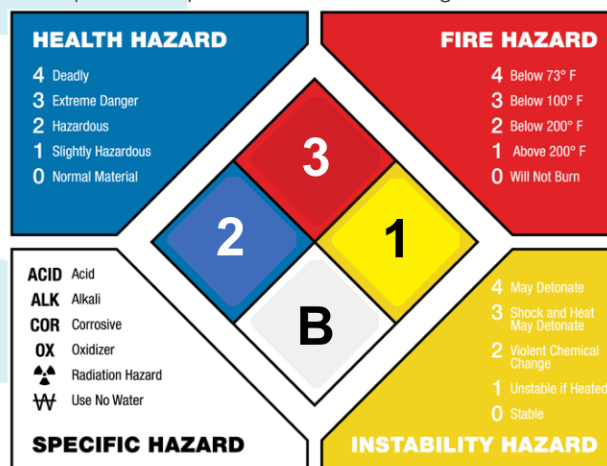 HEALTH HAZARD
4 Deadly
3 Extreme Danger
2 Hazardous
1 Slightly Hazardous
0 Normal Material
FIRE HAZARD
4 Below 73° F
3 Below 100° F
2 Below 200° F
1 Above 200° F
0 Will Not Burn
3
2
1
B
ACID Acid
ALK Alkali
COR Corrosive
OX Oxidizer
Radiation Hazard
W Use No Water
SPECIFIC HAZARD
4 May Detonate
3 Shock and Heat
May Detonate
2 Violent Chemical
Change
1 Unstable if Heated
0 Stable
INSTABILITY HAZARD